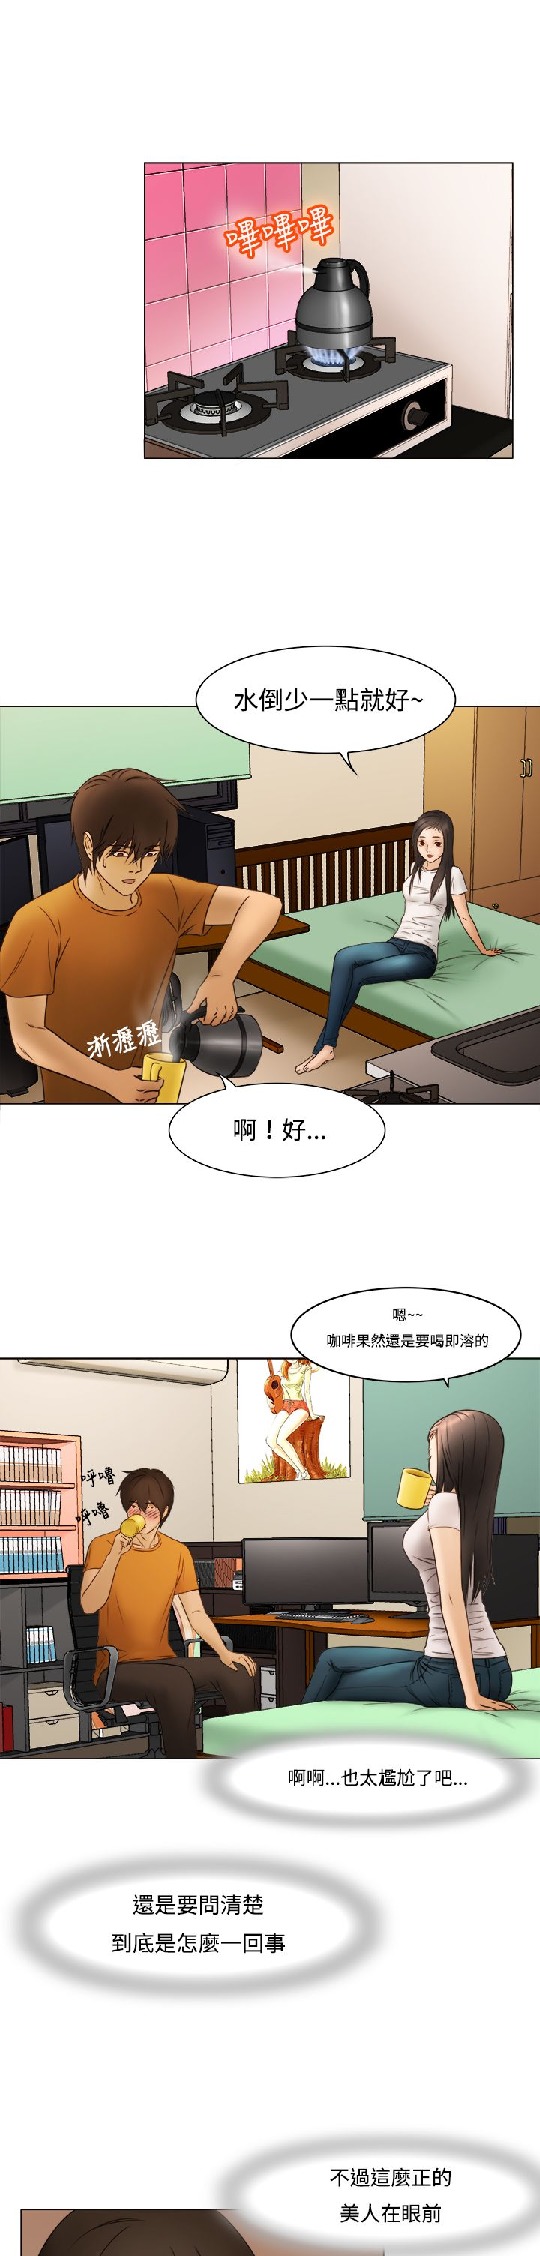 嗶嗶嗶
水倒少一點就好~
淅瀝瀝
啊！好...
嗯~~
咖啡果然還是要喝即溶的
呼嚕
呼嚕
啊啊...也太尷尬了吧...
還是要問清楚
到底是怎麼一回事
不過這麼正的
美人在眼前